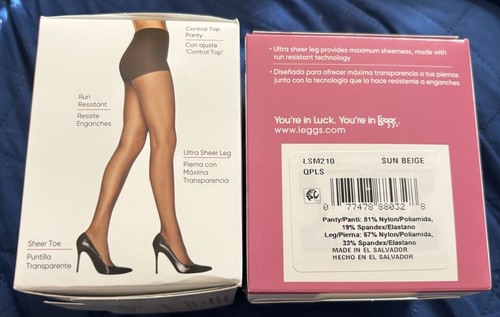 Control Top
Panty
Con ajuste
'Control Top'
Run
Resistant
Resiste
Enganches
Ultra Sheer Leg
Pierna con
Máxima
Transparencia
Sheer Toe
Puntilla
Transparente
• Ultra sheer leg provides maximum sheerness, made with
run resistant technology
• Diseñada para ofrecer máxima transparencia a tus piernas
junto con la tecnología que la hace resistente a enganches
You're in Luck. You're in L'eggs.
www.leggs.com
LSM210 SUN BEIGE
QPLS
0 77478 88032 8
Panty/Panti: 81% Nylon/Poliamida,
19% Spandex/Elastano
Leg/Pierna: 67% Nylon/Poliamida,
33% Spandex/Elastano
MADE IN EL SALVADOR
HECHO EN EL SALVADOR